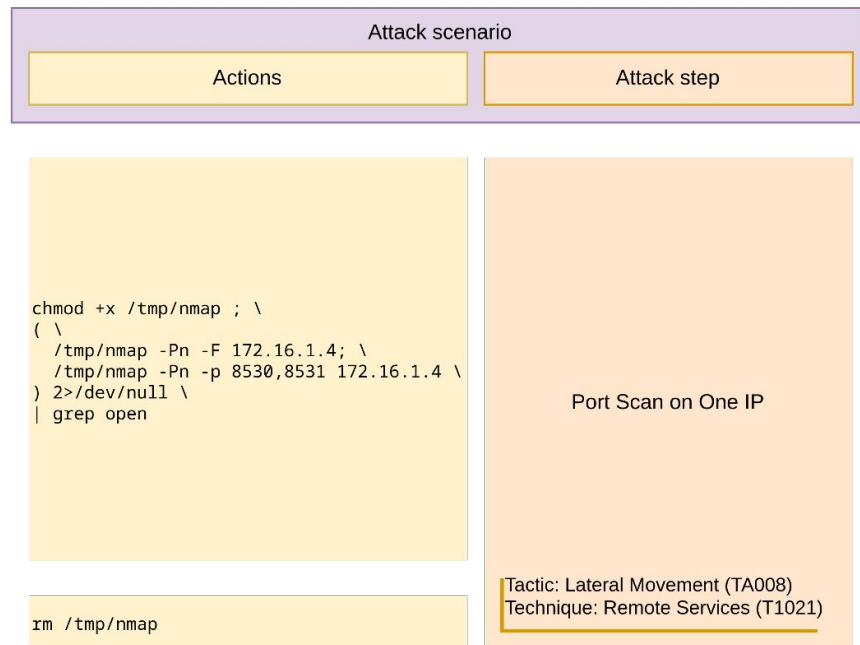 Attack scenario
Actions
Attack step
chmod +x /tmp/nmap ; \
( \
  /tmp/nmap -Pn -F 172.16.1.4; \
  /tmp/nmap -Pn -p 8530,8531 172.16.1.4 \
) 2>/dev/null \
| grep open
rm /tmp/nmap
Port Scan on One IP
Tactic: Lateral Movement (TA008)
Technique: Remote Services (T1021)